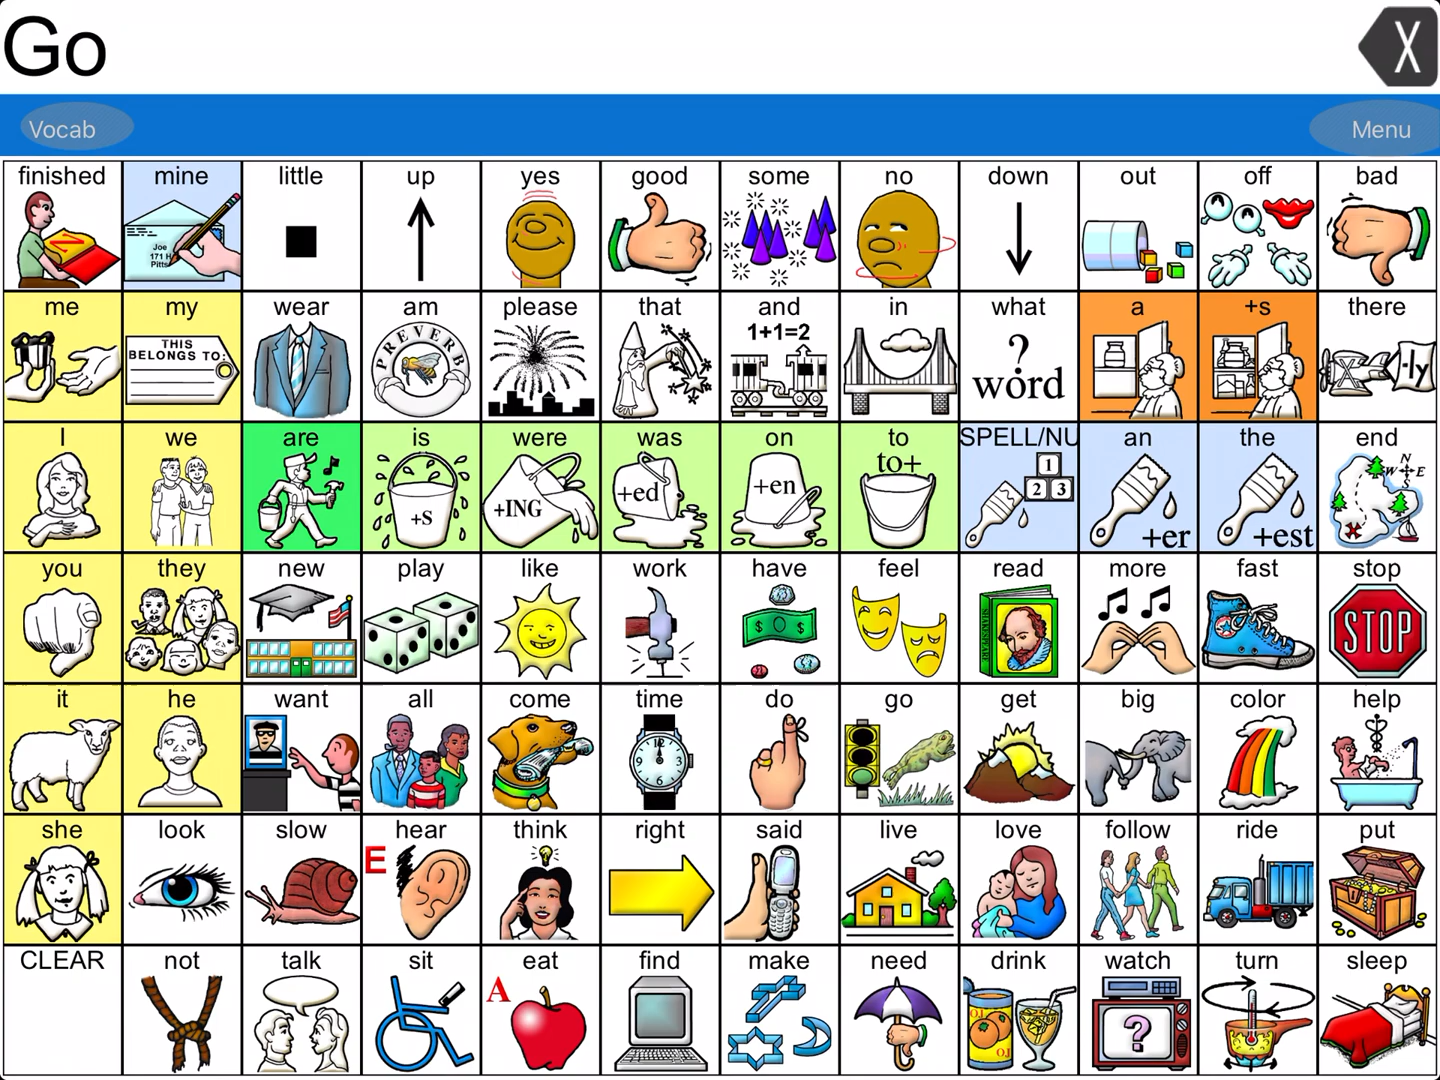 Go
X
Vocab
Menu
finished mine little up yes good some no down out off bad
Joe
171 H
Pitts
me my wear am please that and in what a +s there
THIS
BELONGS TO:
PREVERB
1+1=2
?
word
-ly
I we are is were was on to SPELL/NU an the end
+S
+ING
+ed
+en
to+
1
2 3
+er
+est
N
W E
S
you they new play like work have feel read more fast stop
SHAKESPEARE
STOP
it he want all come time do go get big color help
she look slow hear think right said live love follow ride put
E
CLEAR not talk sit eat find make need drink watch turn sleep
A
OJ
OJ
?